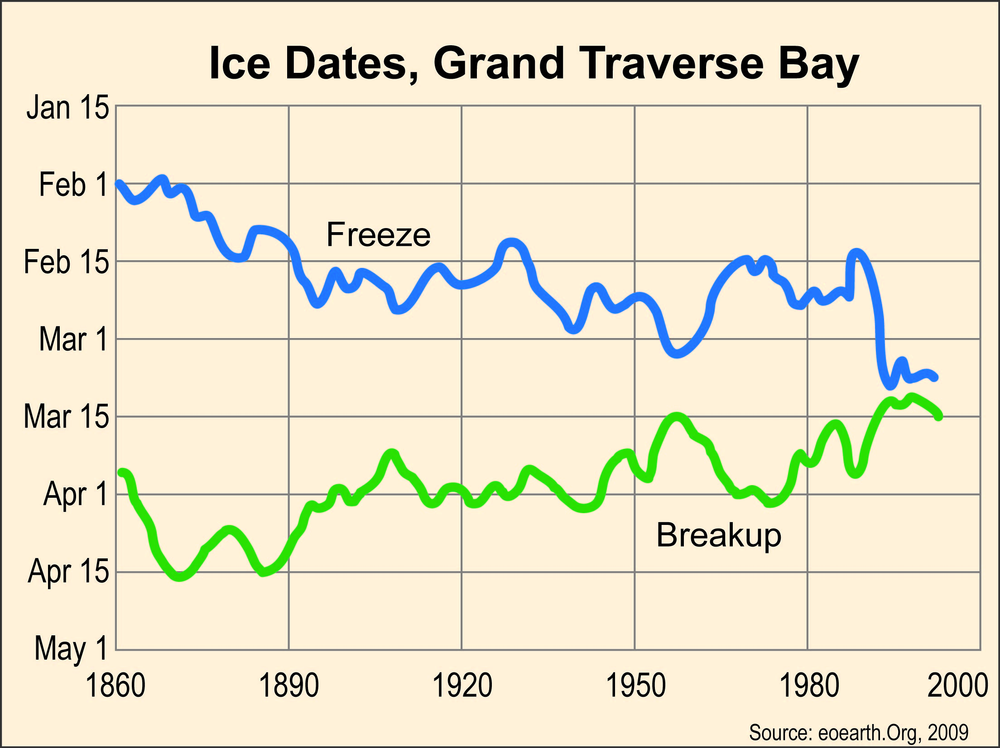 Ice Dates, Grand Traverse Bay
Jan 15
Feb 1
Freeze
Feb 15
Mar 1
Mar 15
Apr 1
Breakup
Apr 15
May 1
1860 1890 1920 1950 1980 2000
Source: eoearth.Org, 2009